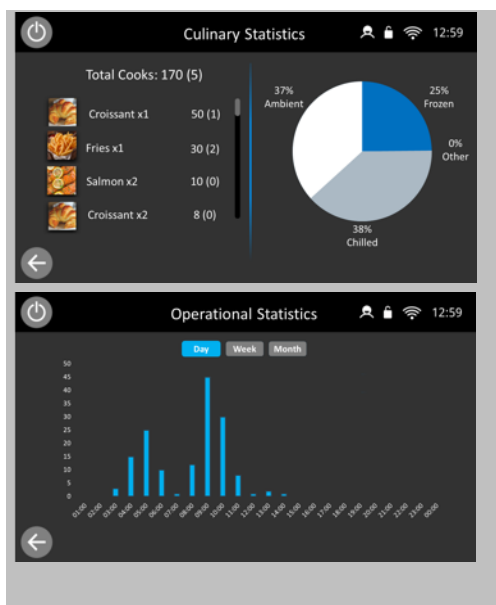 Culinary Statistics 12:59
Total Cooks: 170 (5)
Croissant x1 50 (1)
Fries x1 30 (2)
Salmon x2 10 (0)
Croissant x2 8 (0)
37%
Ambient
25%
Frozen
0%
Other
38%
Chilled
Operational Statistics 12:59
Day Week Month
50
45
40
35
30
25
20
15
10
5
0
01:00 02:00 03:00 04:00 05:00 06:00 07:00 08:00 09:00 10:00 11:00 12:00 13:00 14:00 15:00 16:00 17:00 18:00 19:00 20:00 21:00 22:00 23:00 00:00